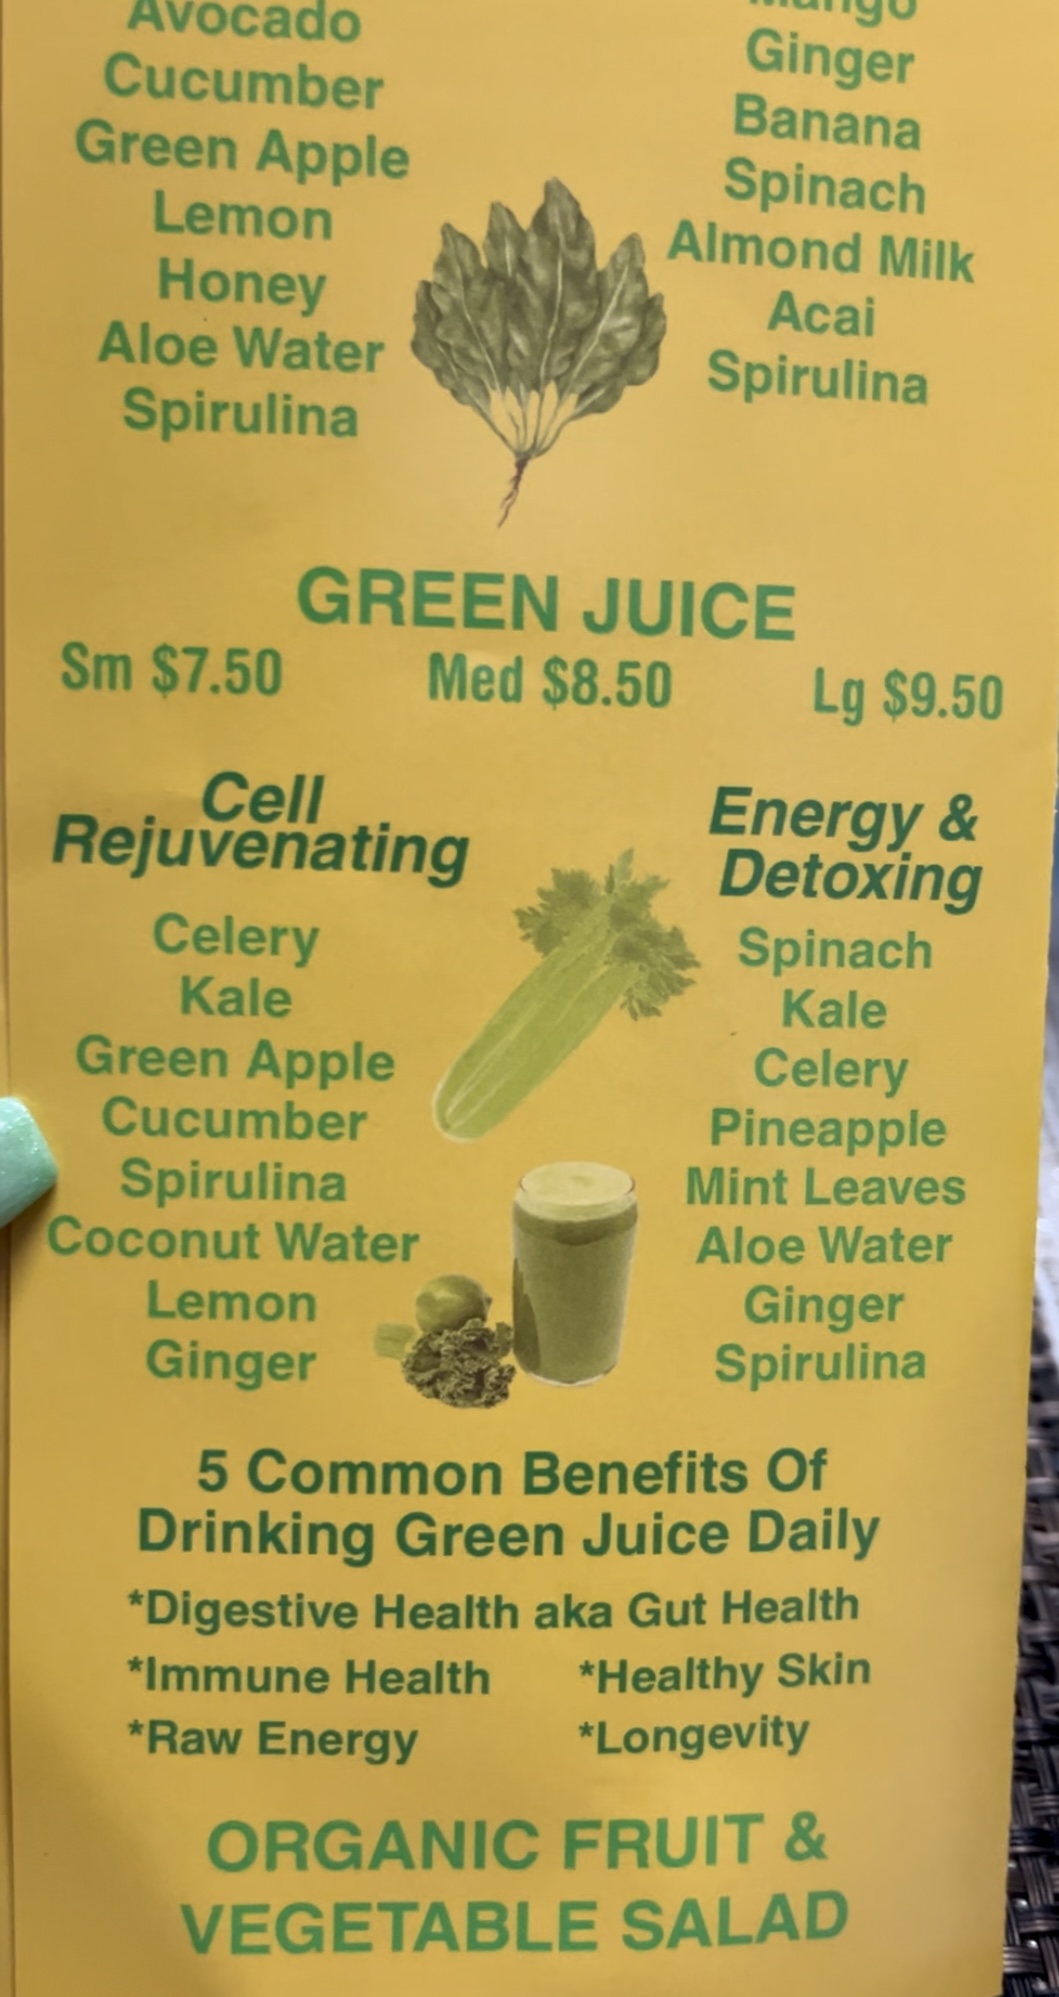 Avocado
Cucumber
Green Apple
Lemon
Honey
Aloe Water
Spirulina
Mango
Ginger
Banana
Spinach
Almond Milk
Acai
Spirulina
GREEN JUICE
Sm $7.50 Med $8.50 Lg $9.50
Cell
Rejuvenating
Celery
Kale
Green Apple
Cucumber
Spirulina
Coconut Water
Lemon
Ginger
Energy &
Detoxing
Spinach
Kale
Celery
Pineapple
Mint Leaves
Aloe Water
Ginger
Spirulina
5 Common Benefits Of
Drinking Green Juice Daily
*Digestive Health aka Gut Health
*Immune Health *Healthy Skin
*Raw Energy *Longevity
ORGANIC FRUIT &
VEGETABLE SALAD